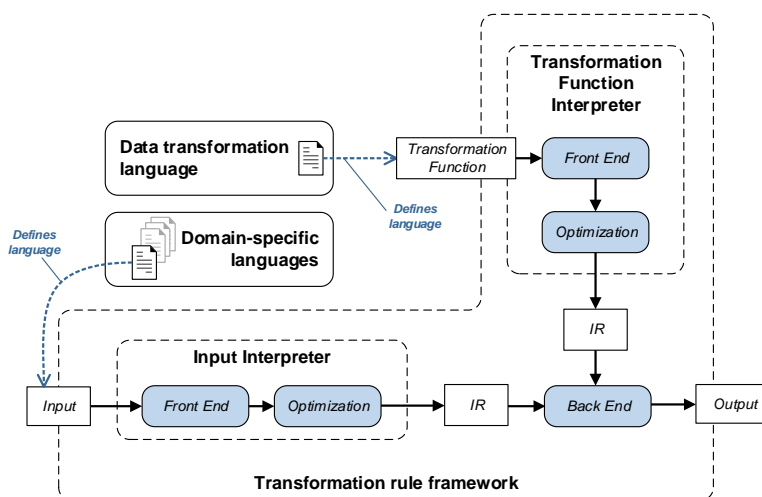 Transformation
Function
Interpreter
Data transformation
language
Defines
language
Transformation
Function
Front End
Optimization
Domain-specific
languages
Defines
language
IR
Input Interpreter
Input
Front End
Optimization
IR
Back End
Output
Transformation rule framework